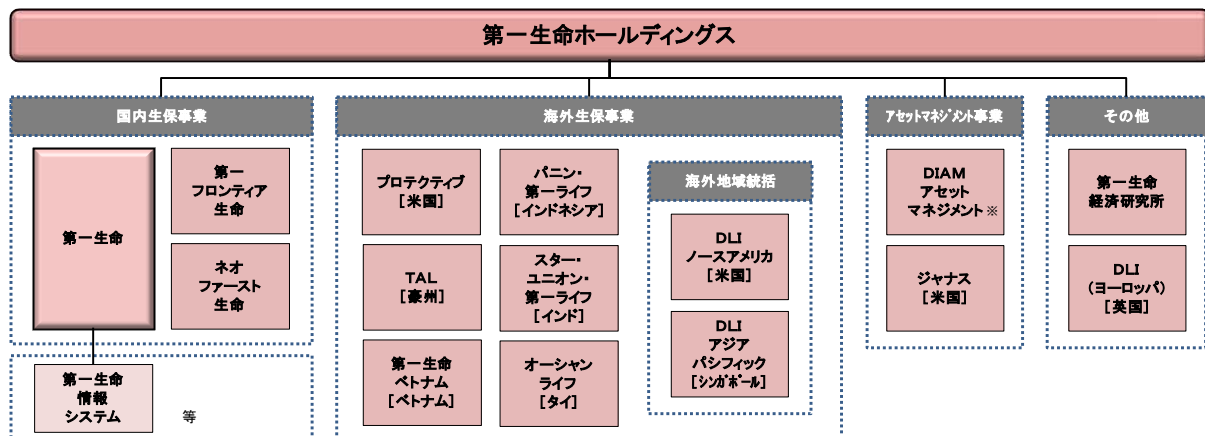 第一生命ホールディングス
国内生保事業
第一生命
第一
フロンティア
生命
ネオ
ファースト
生命
第一生命
情報
システム
等
海外生保事業
プロテクティブ
[米国]
パニン・
第一ライフ
[インドネシア]
TAL
[豪州]
スター・
ユニオン・
第一ライフ
[インド]
第一生命
ベトナム
[ベトナム]
オーシャン
ライフ
[タイ]
海外地域統括
DLI
ノースアメリカ
[米国]
DLI
アジア
パシフィック
[シンガポール]
アセットマネジメント事業
DIAM
アセット
マネジメント※
ジャナス
[米国]
その他
第一生命
経済研究所
DLI
(ヨーロッパ)
[英国]